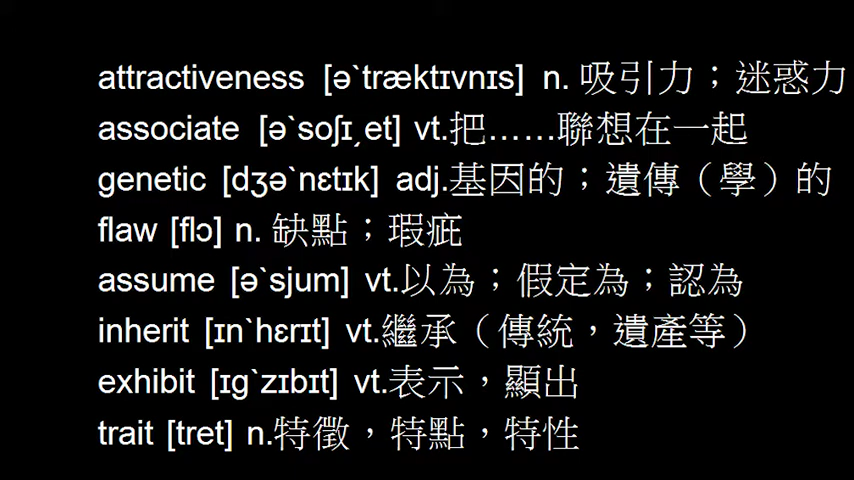 attractiveness [ə`træktɪvnɪs] n. 吸引力；迷惑力
associate [ə`soʃɪˏet] vt.把……聯想在一起
genetic [dʒə`nɛtɪk] adj.基因的；遺傳（學）的
flaw [flɔ] n. 缺點；瑕疵
assume [ə`sjum] vt.以為；假定為；認為
inherit [ɪn`hɛrɪt] vt.繼承（傳統，遺產等）
exhibit [ɪg`zɪbɪt] vt.表示，顯出
trait [tret] n.特徵，特點，特性